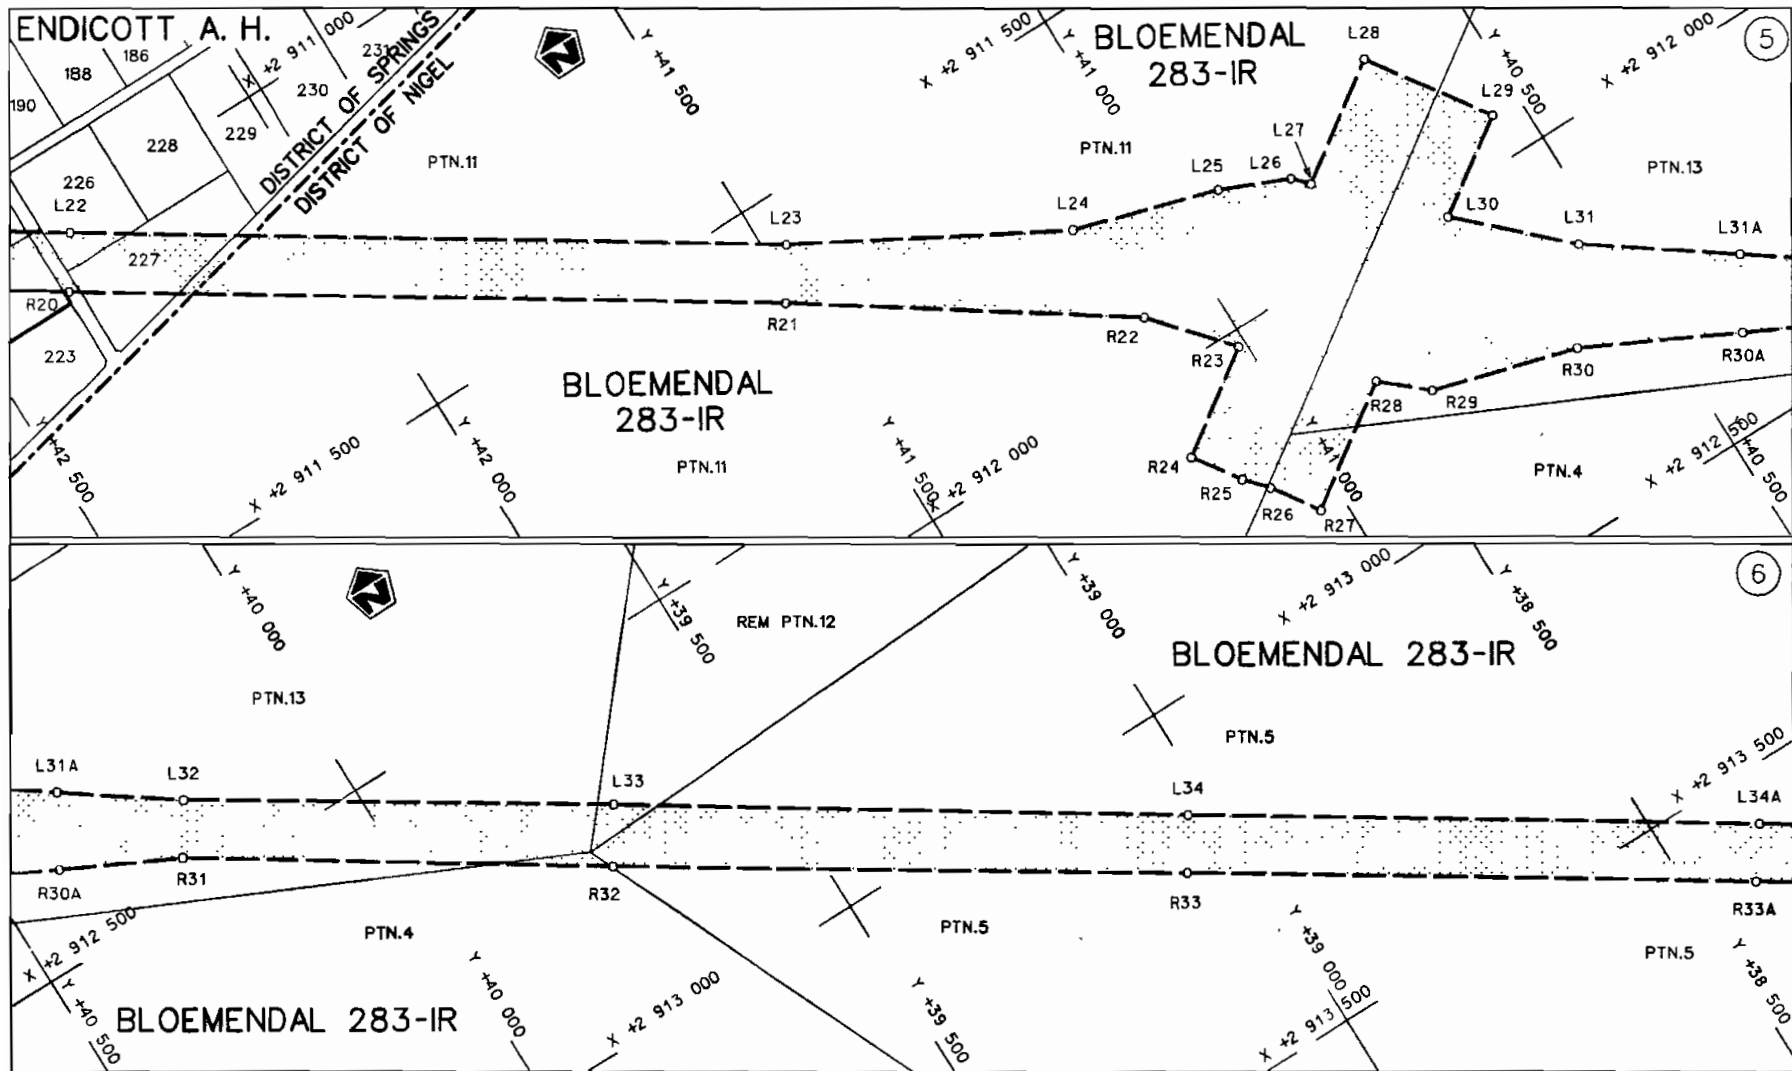 ENDICOTT A. H.
186
188
190
X +2 911 000
231
230
229
228
226
L22
227
R20
223
DISTRICT OF SPRINGS
DISTRICT OF NIGEL
PTN.11
Y +41 500
X +2 911 500
Y +41 000
BLOEMENDAL
283-IR
PTN.11
L23
L24
L25
L26
L27
L28
L29
L30
L31
L31A
Y +40 500
X +2 912 000
5
PTN.13
R21
R22
R23
R24
R25
R26
R27
R28
R29
R30
R30A
BLOEMENDAL
283-IR
PTN.11
Y +42 500
X +2 911 500
Y +42 000
Y +41 500
X +2 912 000
Y +41 000
PTN.4
X +2 912 500
Y +40 500
6
Y +40 000
Y +39 500
REM PTN.12
Y +39 000
X +2 913 000
Y +38 500
BLOEMENDAL 283-IR
PTN.13
PTN.5
L31A
L32
L33
L34
X +2 913 500
L34A
R30A
R31
R32
R33
R33A
PTN.4
PTN.5
PTN.5
X +2 912 500
Y +40 500
BLOEMENDAL 283-IR
Y +40 000
X +2 913 000
Y +39 500
Y +39 000
X +2 913 500
Y +38 500